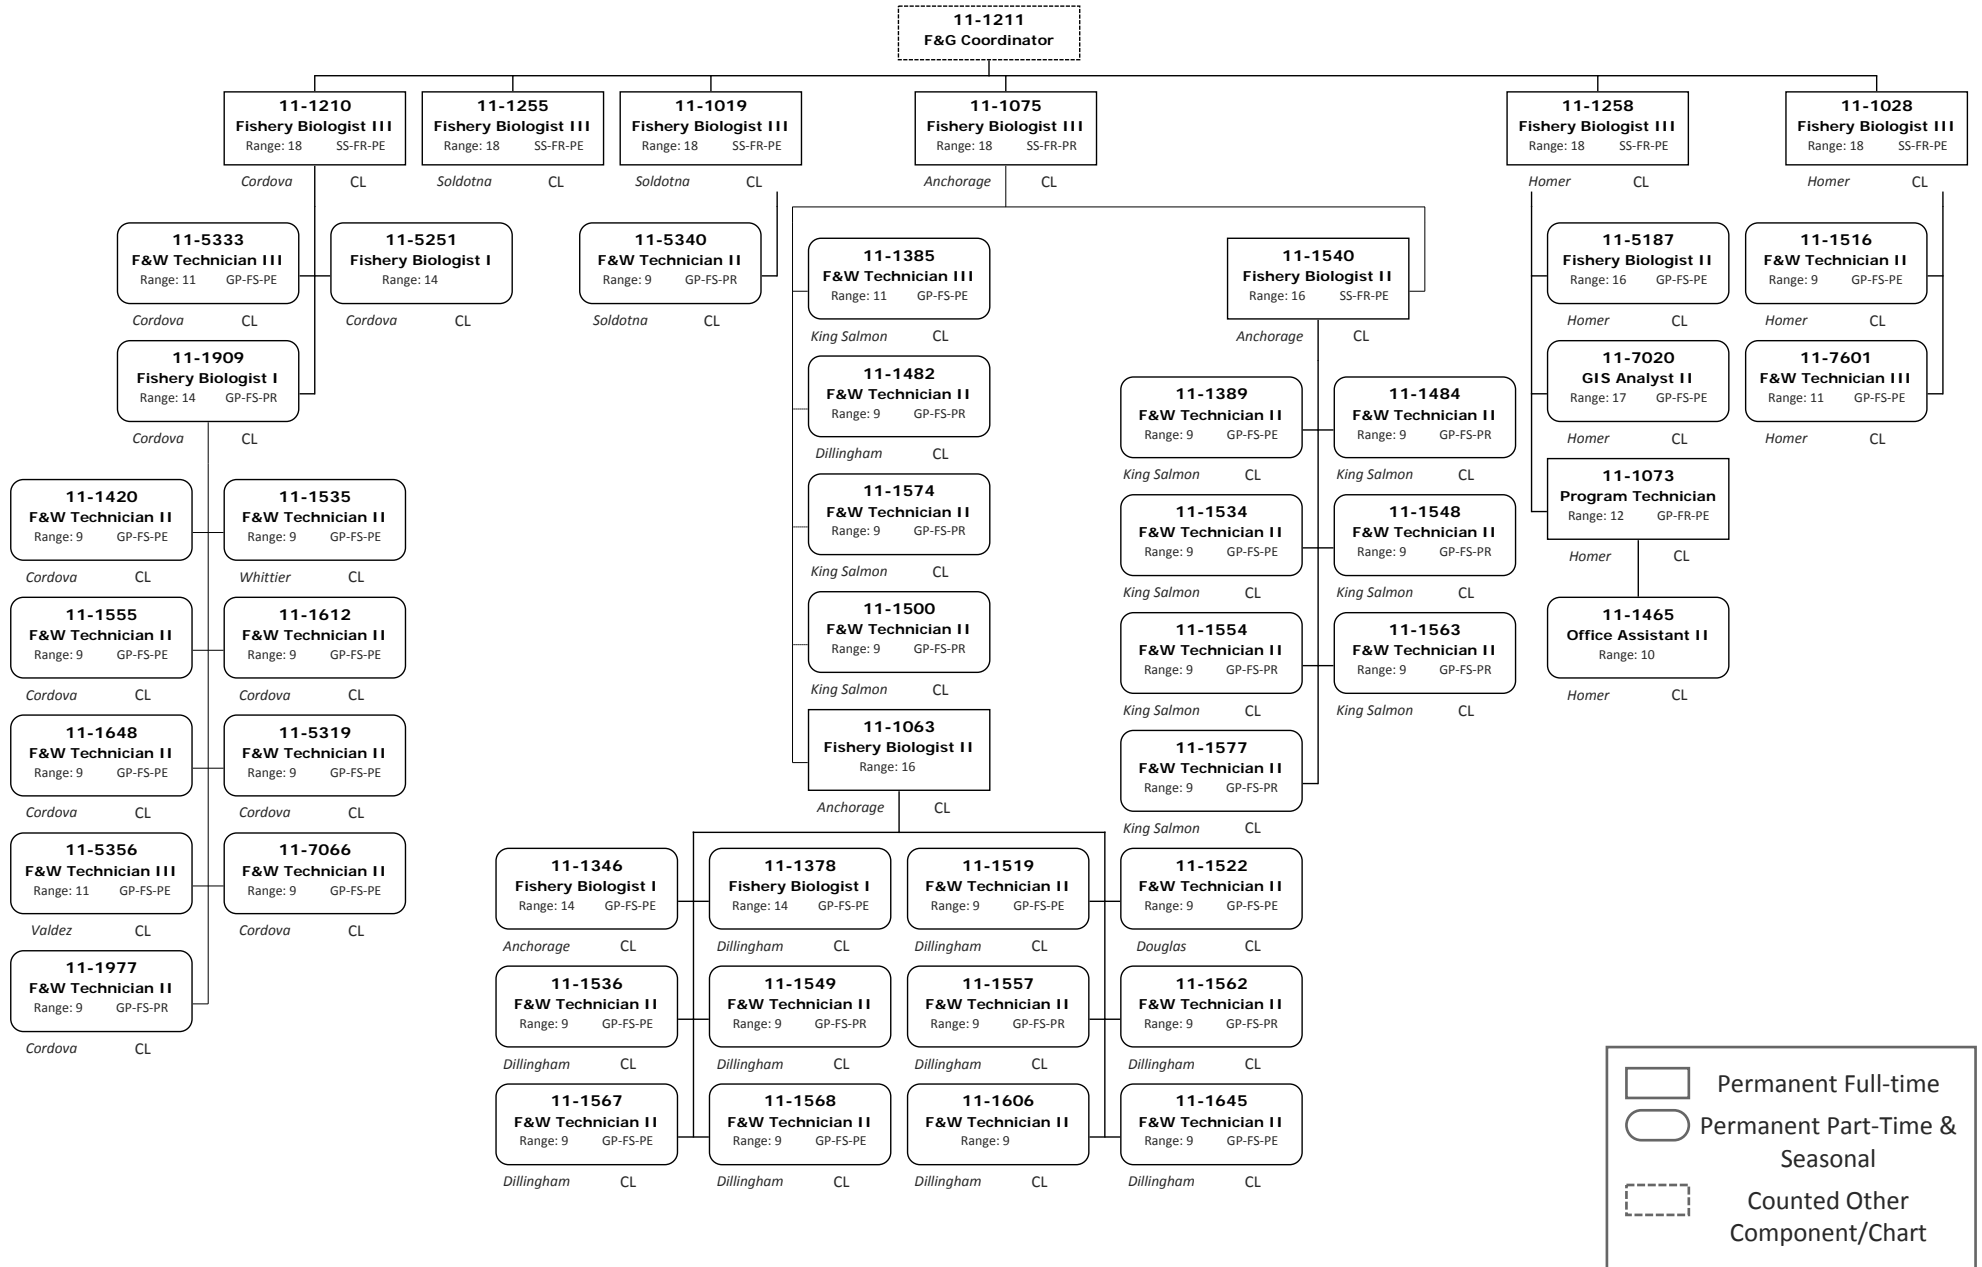 11-1211
F&G Coordinator
11-1210
Fishery Biologist III
Range: 18 SS-FR-PE
Cordova CL
11-1255
Fishery Biologist III
Range: 18 SS-FR-PE
Soldotna CL
11-1019
Fishery Biologist III
Range: 18 SS-FR-PE
Soldotna CL
11-1075
Fishery Biologist III
Range: 18 SS-FR-PR
Anchorage CL
11-1258
Fishery Biologist III
Range: 18 SS-FR-PE
Homer CL
11-1028
Fishery Biologist III
Range: 18 SS-FR-PE
Homer CL
11-5333
F&W Technician III
Range: 11 GP-FS-PE
Cordova CL
11-5251
Fishery Biologist I
Range: 14
Cordova CL
11-1909
Fishery Biologist I
Range: 14 GP-FS-PR
Cordova CL
11-1420
F&W Technician II
Range: 9 GP-FS-PE
Cordova CL
11-1535
F&W Technician II
Range: 9 GP-FS-PE
Whittier CL
11-1555
F&W Technician II
Range: 9 GP-FS-PE
Cordova CL
11-1612
F&W Technician II
Range: 9 GP-FS-PE
Cordova CL
11-1648
F&W Technician II
Range: 9 GP-FS-PE
Cordova CL
11-5319
F&W Technician II
Range: 9 GP-FS-PE
Cordova CL
11-5356
F&W Technician III
Range: 11 GP-FS-PE
Valdez CL
11-7066
F&W Technician II
Range: 9 GP-FS-PE
Cordova CL
11-1977
F&W Technician II
Range: 9 GP-FS-PR
Cordova CL
11-5340
F&W Technician II
Range: 9 GP-FS-PR
Soldotna CL
11-1385
F&W Technician III
Range: 11 GP-FS-PE
King Salmon CL
11-1482
F&W Technician II
Range: 9 GP-FS-PR
Dillingham CL
11-1574
F&W Technician II
Range: 9 GP-FS-PR
King Salmon CL
11-1500
F&W Technician II
Range: 9 GP-FS-PR
King Salmon CL
11-1063
Fishery Biologist II
Range: 16
Anchorage CL
11-1346
Fishery Biologist I
Range: 14 GP-FS-PE
Anchorage CL
11-1378
Fishery Biologist I
Range: 14 GP-FS-PE
Dillingham CL
11-1519
F&W Technician II
Range: 9 GP-FS-PE
Dillingham CL
11-1522
F&W Technician II
Range: 9 GP-FS-PE
Douglas CL
11-1536
F&W Technician II
Range: 9 GP-FS-PE
Dillingham CL
11-1549
F&W Technician II
Range: 9 GP-FS-PR
Dillingham CL
11-1557
F&W Technician II
Range: 9 GP-FS-PR
Dillingham CL
11-1562
F&W Technician II
Range: 9 GP-FS-PR
Dillingham CL
11-1567
F&W Technician II
Range: 9 GP-FS-PE
Dillingham CL
11-1568
F&W Technician II
Range: 9 GP-FS-PE
Dillingham CL
11-1606
F&W Technician II
Range: 9
Dillingham CL
11-1645
F&W Technician II
Range: 9 GP-FS-PE
Dillingham CL
11-1540
Fishery Biologist II
Range: 16 SS-FR-PE
Anchorage CL
11-1389
F&W Technician II
Range: 9 GP-FS-PE
King Salmon CL
11-1484
F&W Technician II
Range: 9 GP-FS-PR
King Salmon CL
11-1534
F&W Technician II
Range: 9 GP-FS-PE
King Salmon CL
11-1548
F&W Technician II
Range: 9 GP-FS-PR
King Salmon CL
11-1554
F&W Technician II
Range: 9 GP-FS-PR
King Salmon CL
11-1563
F&W Technician II
Range: 9 GP-FS-PR
King Salmon CL
11-1577
F&W Technician II
Range: 9 GP-FS-PR
King Salmon CL
11-5187
Fishery Biologist II
Range: 16 GP-FS-PE
Homer CL
11-7020
GIS Analyst II
Range: 17 GP-FS-PE
Homer CL
11-1073
Program Technician
Range: 12 GP-FR-PE
Homer CL
11-1465
Office Assistant II
Range: 10
Homer CL
11-1516
F&W Technician II
Range: 9 GP-FS-PE
Homer CL
11-7601
F&W Technician III
Range: 11 GP-FS-PE
Homer CL
Permanent Full-time
Permanent Part-Time &
Seasonal
Counted Other
Component/Chart